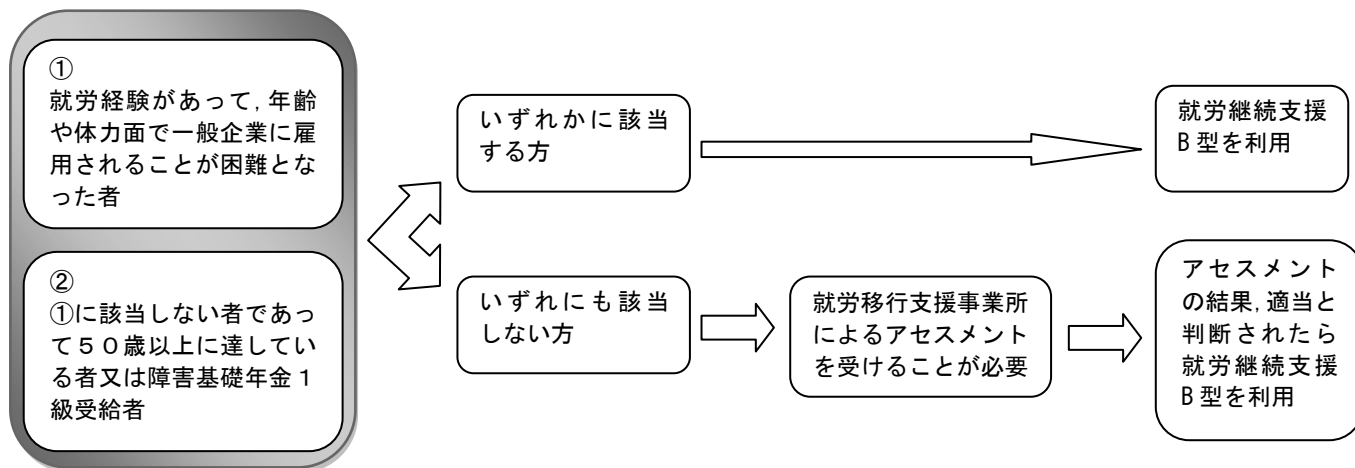 ①
就労経験があって,年齢
や体力面で一般企業に雇
用されることが困難とな
った者
②
①に該当しない者であっ
て50歳以上に達してい
る者又は障害基礎年金1
級受給者
いずれかに該当
する方
就労継続支援
B型を利用
いずれにも該当
しない方
就労移行支援事業所
によるアセスメント
を受けることが必要
アセスメント
の結果,適当と
判断されたら
就労継続支援
B型を利用